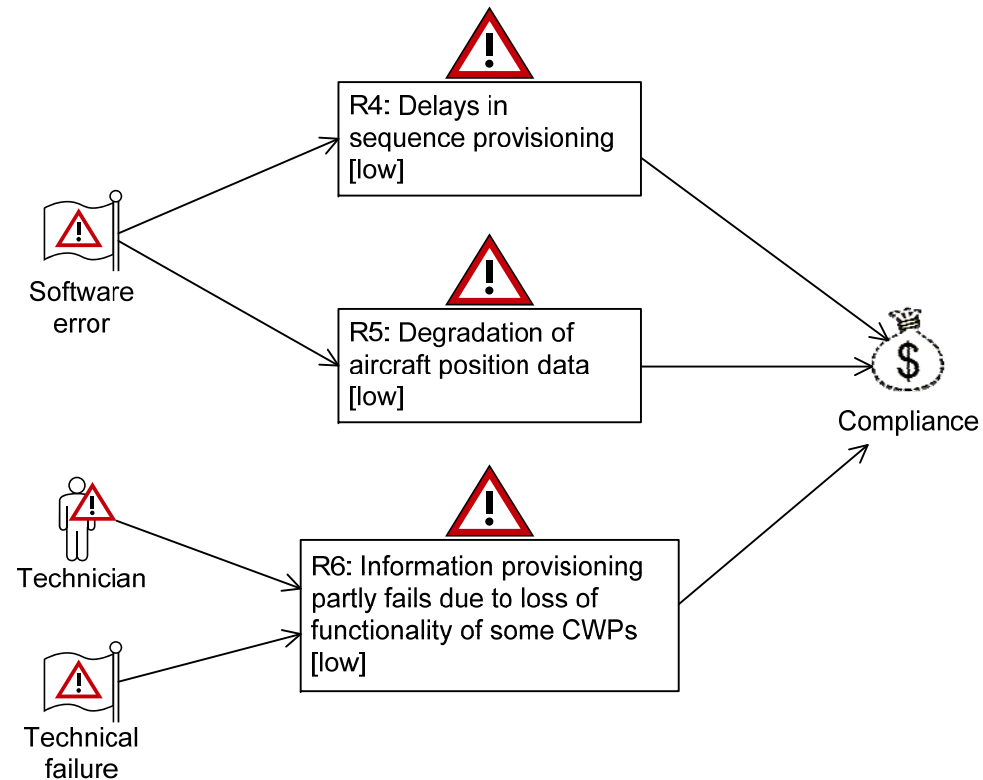 R4: Delays in
sequence provisioning
[low]
Software
error
R5: Degradation of
aircraft position data
[low]
$
Compliance
Technician
R6: Information provisioning
partly fails due to loss of
functionality of some CWPs
[low]
Technical
failure